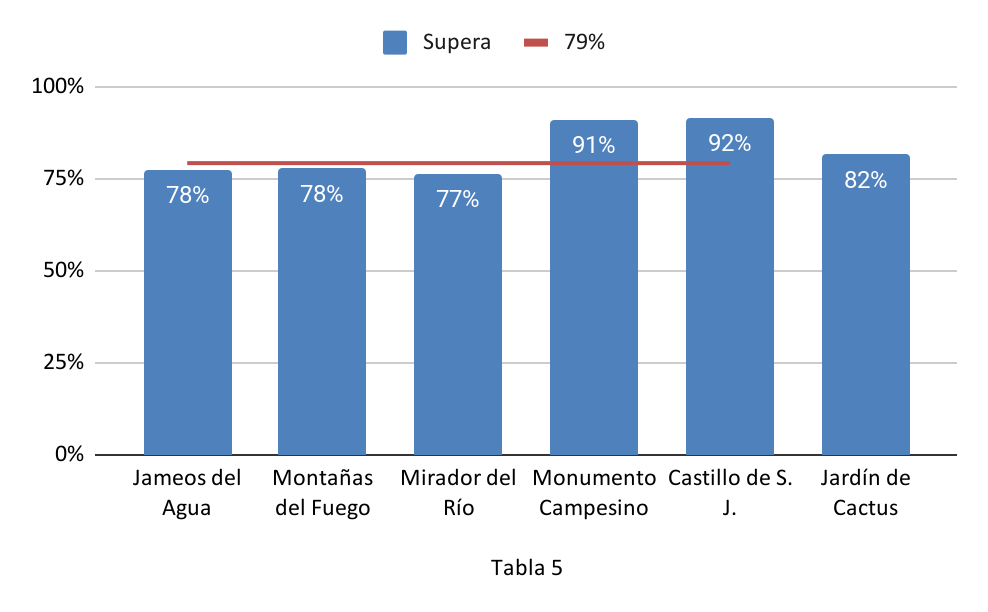 Supera 79%
100%
75%
50%
25%
0%
78% 78% 77% 91% 92% 82%
Jameos del Montañas Mirador del Monumento Castillo de S. Jardín de
Agua del Fuego Río Campesino J. Cactus
Tabla 5